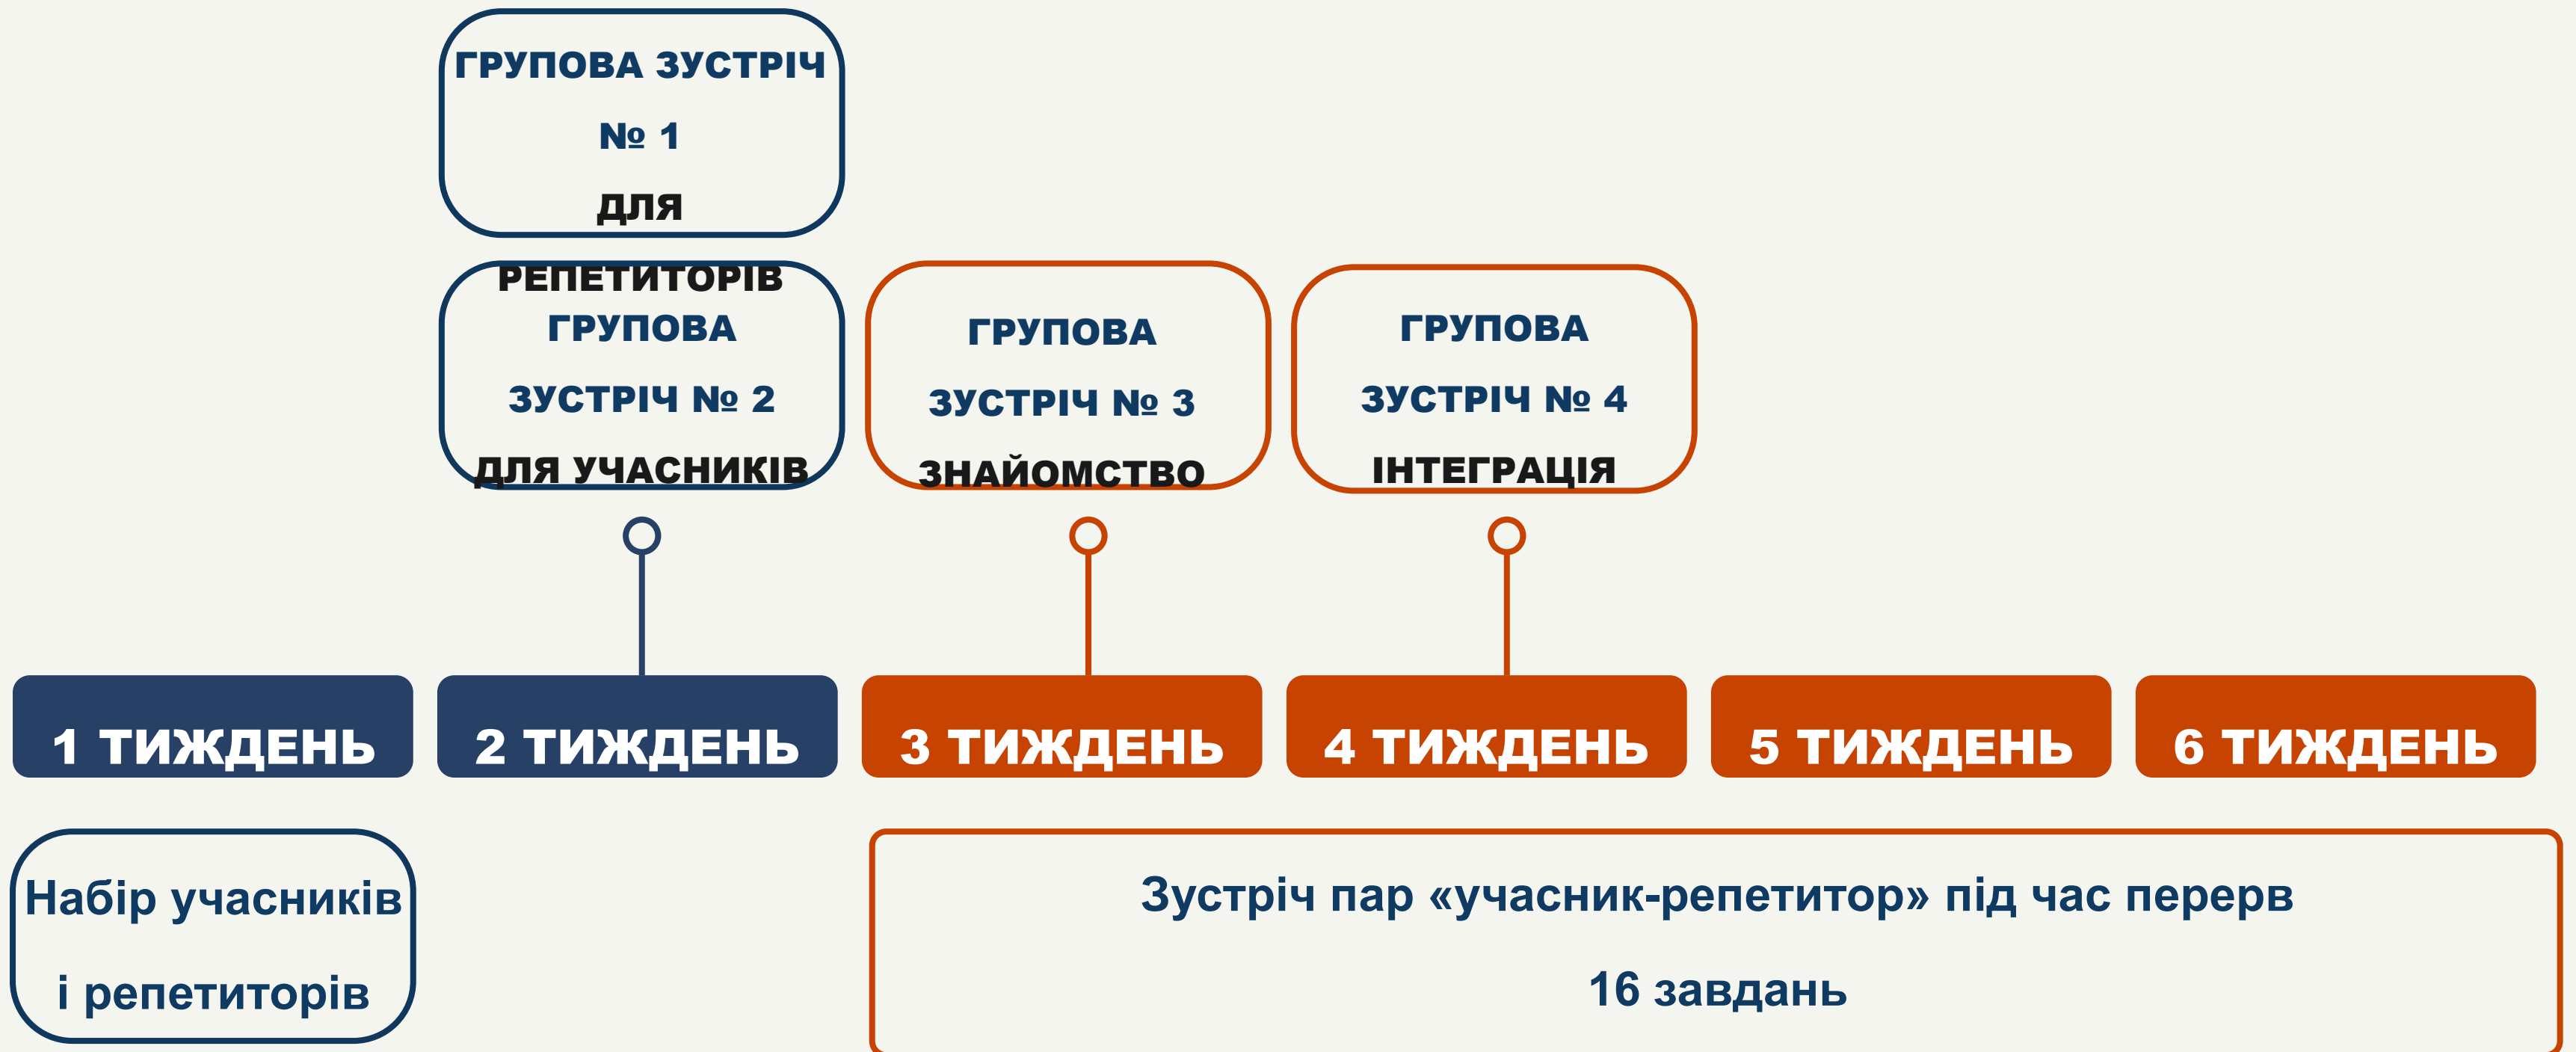 ГРУПОВА ЗУСТРІЧ
№ 1
ДЛЯ
РЕПЕТИТОРІВ
ГРУПОВА
ЗУСТРІЧ № 2
ДЛЯ УЧАСНИКІВ
ГРУПОВА
ЗУСТРІЧ № 3
ЗНАЙОМСТВО
ГРУПОВА
ЗУСТРІЧ № 4
ІНТЕГРАЦІЯ
1 ТИЖДЕНЬ
2 ТИЖДЕНЬ
3 ТИЖДЕНЬ
4 ТИЖДЕНЬ
5 ТИЖДЕНЬ
6 ТИЖДЕНЬ
Набір учасників
і репетиторів
Зустріч пар «учасник-репетитор» під час перерв
16 завдань